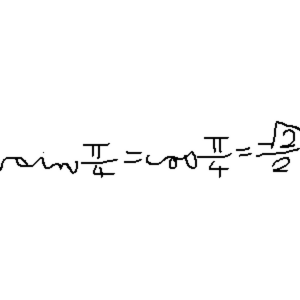 sin π/4 = cos π/4 = √2/2